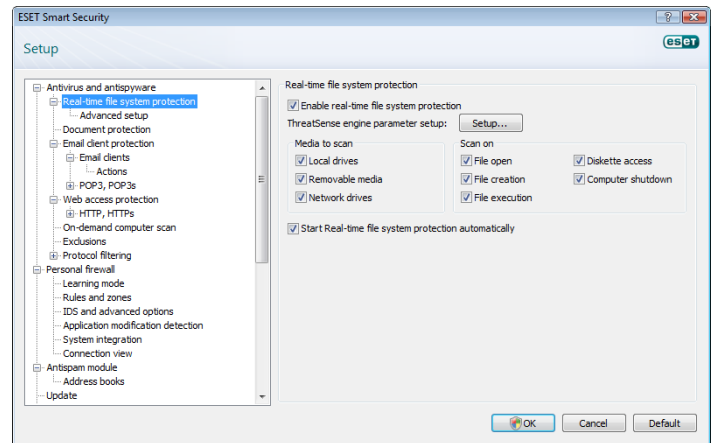 ESET Smart Security
Setup
eseT
Antivirus and antispyware
Real-time file system protection
Advanced setup
Document protection
Email client protection
Email clients
Actions
POP3, POP3s
Web access protection
HTTP, HTTPs
On-demand computer scan
Exclusions
Protocol filtering
Personal firewall
Learning mode
Rules and zones
IDS and advanced options
Application modification detection
System integration
Connection view
Antispam module
Address books
Update
Real-time file system protection
Enable real-time file system protection
ThreatSense engine parameter setup: Setup...
Media to scan
Local drives
Removable media
Network drives
Scan on
File open
Diskette access
File creation
Computer shutdown
File execution
Start Real-time file system protection automatically
OK Cancel Default